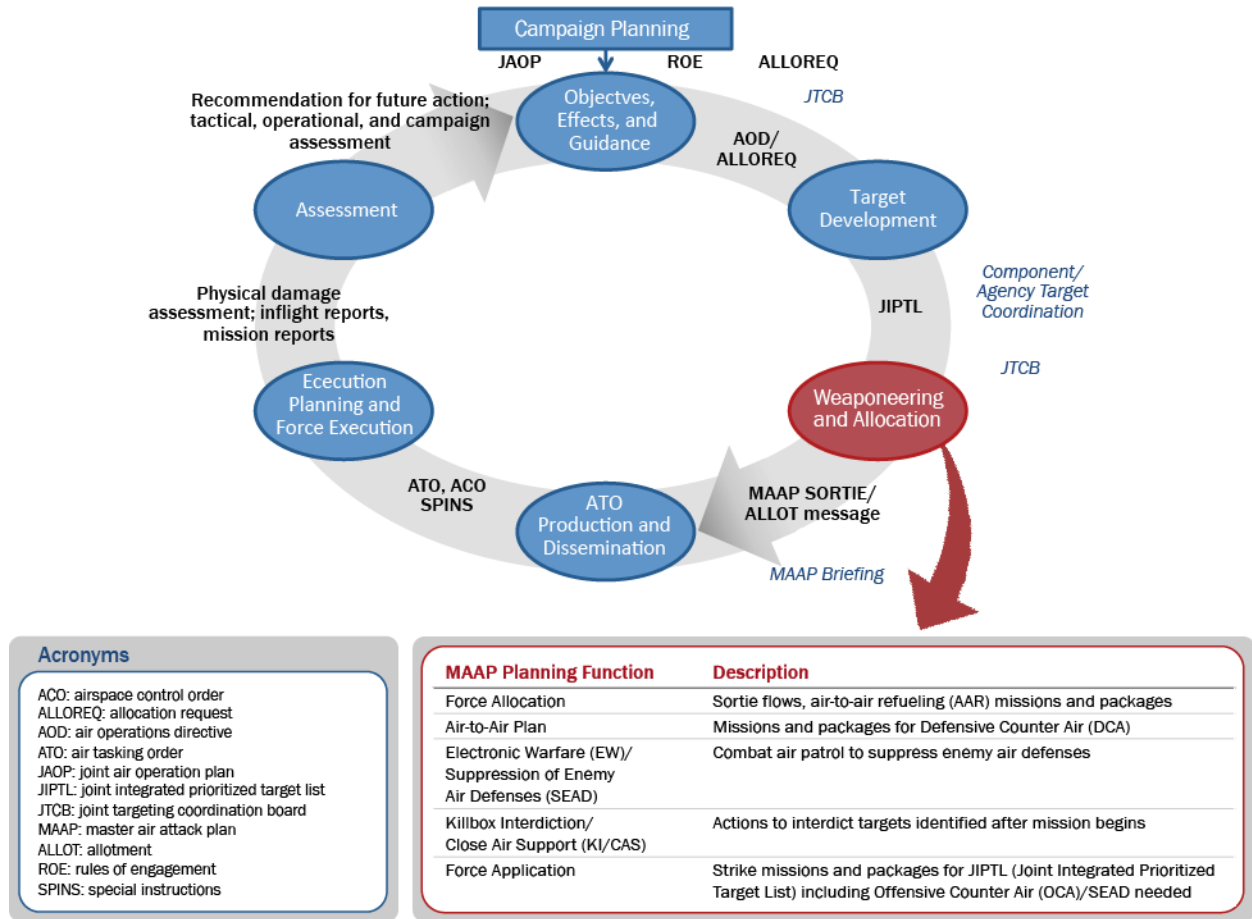 Campaign Planning
JAOP
ROE
ALLOREQ
JTCB
Objectves,
Effects, and
Guidance
AOD/
ALLOREQ
Target
Development
Component/
Agency Target
Coordination
JIPTL
JTCB
Weaponeering
and Allocation
MAAP SORTIE/
ALLOT message
MAAP Briefing
ATO
Production and
Dissemination
ATO, ACO
SPINS
Ececution
Planning and
Force Execution
Physical damage
assessment; inflight reports,
mission reports
Assessment
Recommendation for future action;
tactical, operational, and campaign
assessment
Acronyms
ACO: airspace control order
ALLOREQ: allocation request
AOD: air operations directive
ATO: air tasking order
JAOP: joint air operation plan
JIPTL: joint integrated prioritized target list
JTCB: joint targeting coordination board
MAAP: master air attack plan
ALLOT: allotment
ROE: rules of engagement
SPINS: special instructions
MAAP Planning Function Description
Force Allocation Sortie flows, air-to-air refueling (AAR) missions and packages
Air-to-Air Plan Missions and packages for Defensive Counter Air (DCA)
Electronic Warfare (EW)/ Combat air patrol to suppress enemy air defenses
Suppression of Enemy
Air Defenses (SEAD)
Killbox Interdiction/ Actions to interdict targets identified after mission begins
Close Air Support (KI/CAS)
Force Application Strike missions and packages for JIPTL (Joint Integrated Prioritized
Target List) including Offensive Counter Air (OCA)/SEAD needed